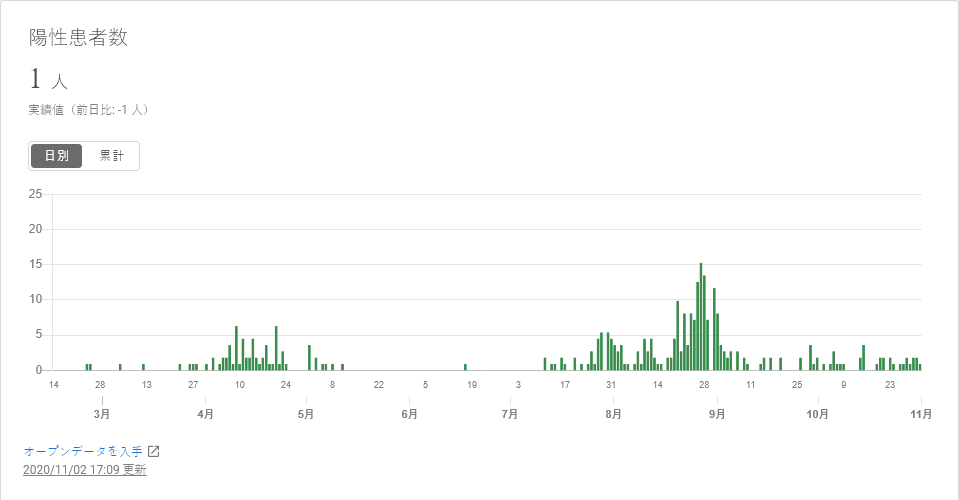 陽性患者数
1 人
実績値（前日比: -1 人）
日別 累計
25
20
15
10
5
0
14 28 13 27 10 24 8 22 5 19 3 17 31 14 28 11 25 9 23
3月 4月 5月 6月 7月 8月 9月 10月 11月
オープンデータを入手
2020/11/02 17:09 更新